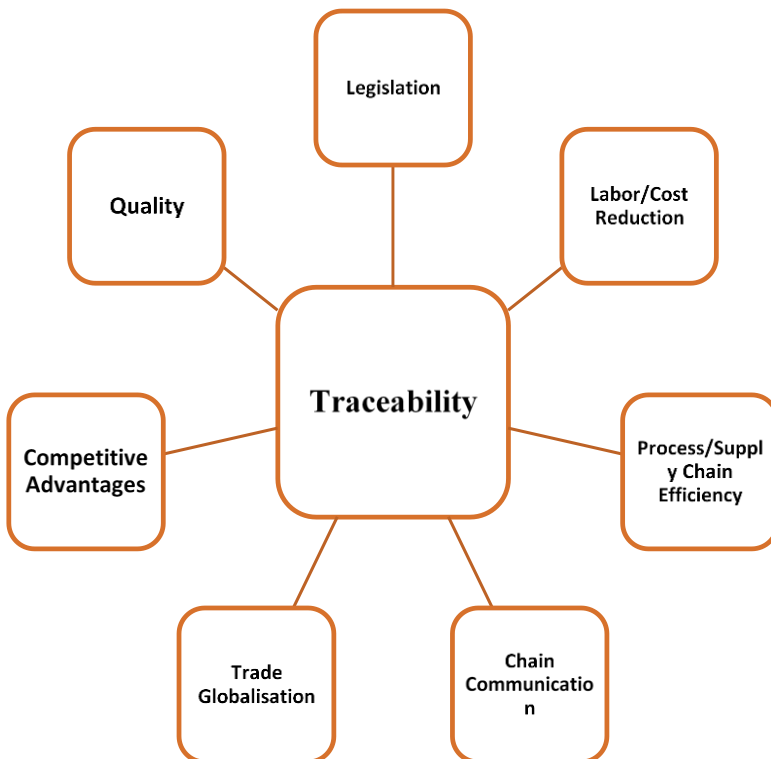 Legislation
Quality
Labor/Cost
Reduction
Traceability
Competitive
Advantages
Process/Suppl
y Chain
Efficiency
Trade
Globalisation
Chain
Communicatio
n